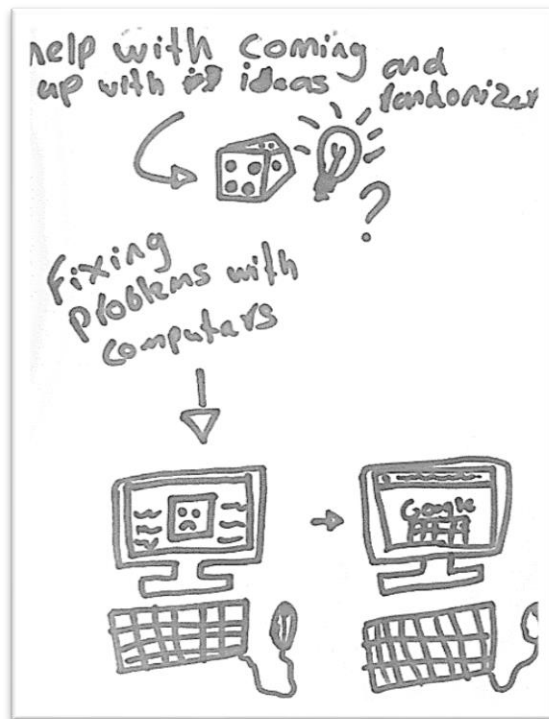 help with coming
up with ideas and
randomizer
Fixing
problems with
computers
Google